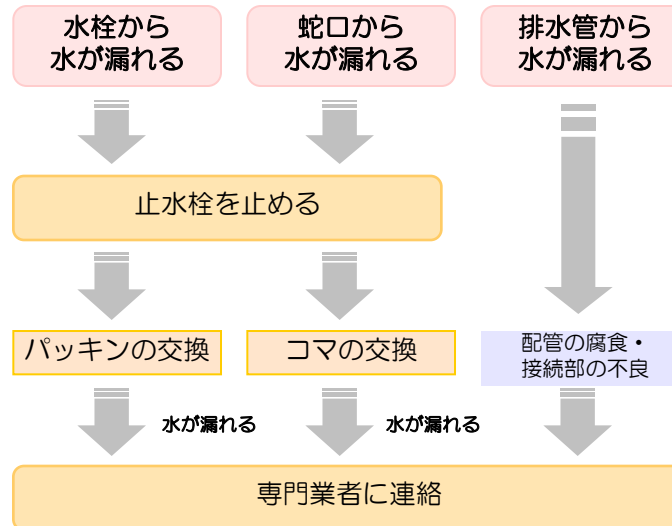 水栓から
水が漏れる
蛇口から
水が漏れる
排水管から
水が漏れる
止水栓を止める
パッキンの交換
コマの交換
配管の腐食・
接続部の不良
水が漏れる
水が漏れる
専門業者に連絡